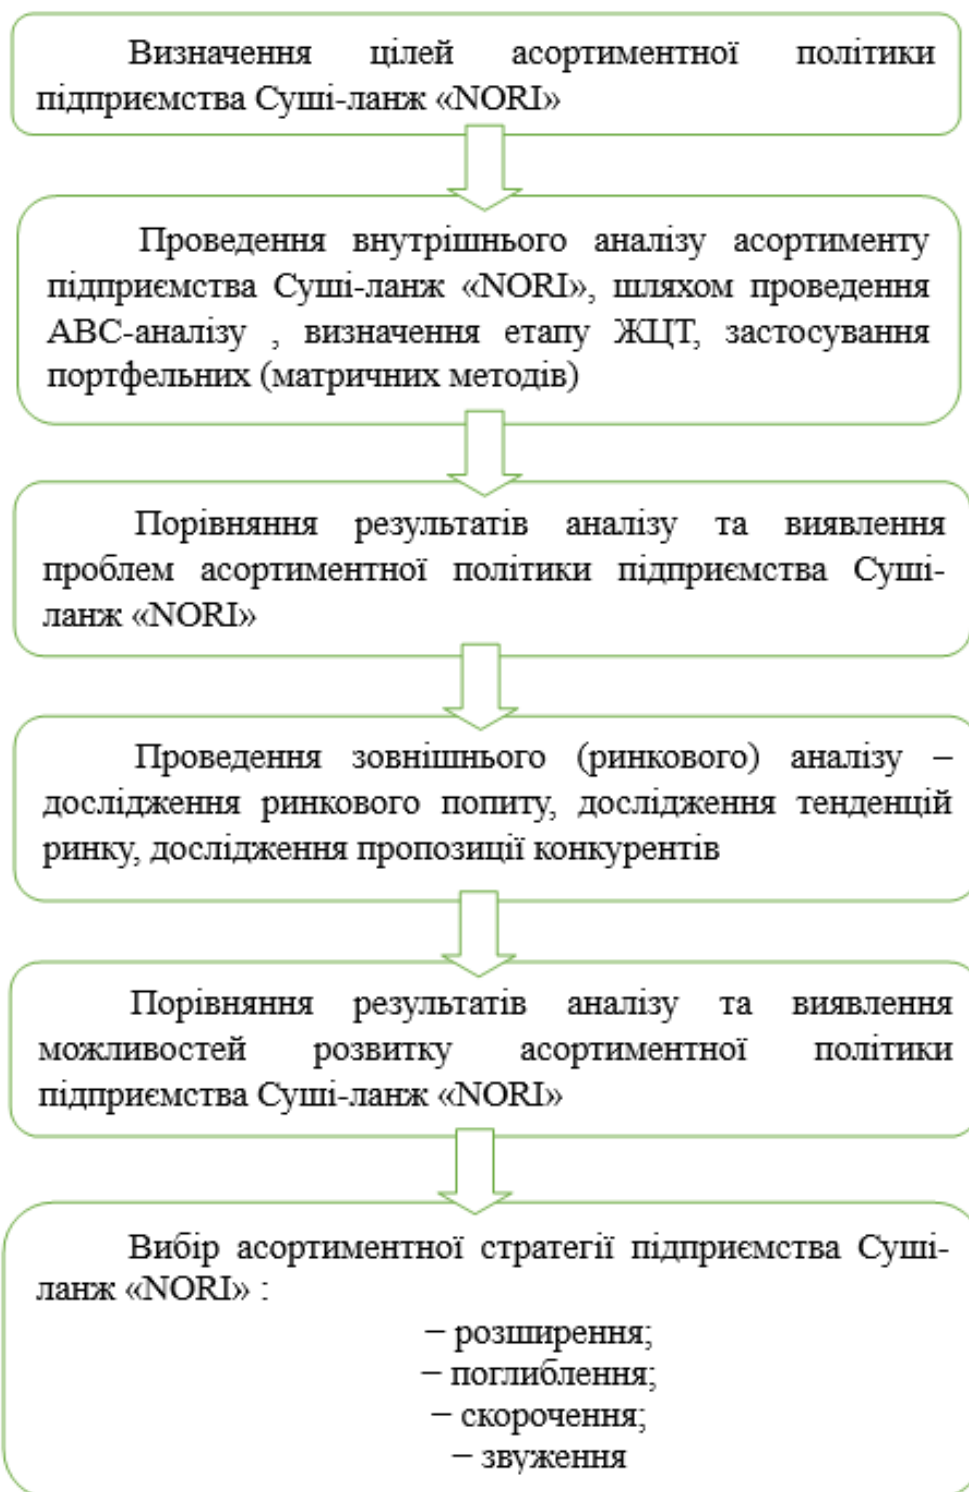 Визначення цілей асортиментної політики
підприємства Суші-ланж «NORI»
Проведення внутрішнього аналізу асортименту
підприємства Суші-ланж «NORI», шляхом проведення
АВС-аналізу , визначення етапу ЖЦТ, застосування
портфельних (матричних методів)
Порівняння результатів аналізу та виявлення
проблем асортиментної політики підприємства Суші-
ланж «NORI»
Проведення зовнішнього (ринкового) аналізу –
дослідження ринкового попиту, дослідження тенденцій
ринку, дослідження пропозиції конкурентів
Порівняння результатів аналізу та виявлення
можливостей розвитку асортиментної політики
підприємства Суші-ланж «NORI»
Вибір асортиментної стратегії підприємства Суші-
ланж «NORI» :
– розширення;
– поглиблення;
– скорочення;
– звуження